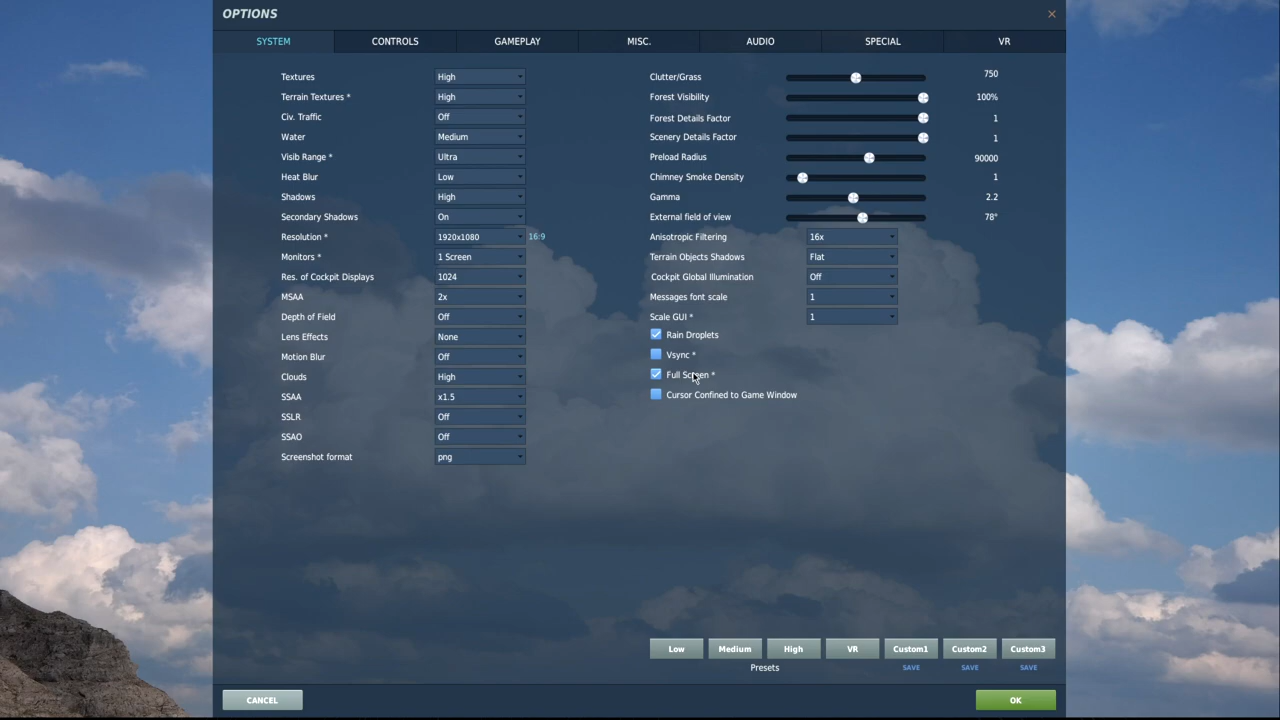 OPTIONS
SYSTEM CONTROLS GAMEPLAY MISC. AUDIO SPECIAL VR
Textures High
Terrain Textures * High
Civ. Traffic Off
Water Medium
Visib Range * Ultra
Heat Blur Low
Shadows High
Secondary Shadows On
Resolution * 1920x1080 16:9
Monitors * 1 Screen
Res. of Cockpit Displays 1024
MSAA 2x
Depth of Field Off
Lens Effects None
Motion Blur Off
Clouds High
SSAA x1.5
SSLR Off
SSAO Off
Screenshot format png
Clutter/Grass 750
Forest Visibility 100%
Forest Details Factor 1
Scenery Details Factor 1
Preload Radius 90000
Chimney Smoke Density 1
Gamma 2.2
External field of view 78°
Anisotropic Filtering 16x
Terrain Objects Shadows Flat
Cockpit Global Illumination Off
Messages font scale 1
Scale GUI * 1
Rain Droplets
Vsync *
Full Screen *
Cursor Confined to Game Window
Low Medium High VR Custom1 Custom2 Custom3
Presets SAVE SAVE SAVE
CANCEL OK